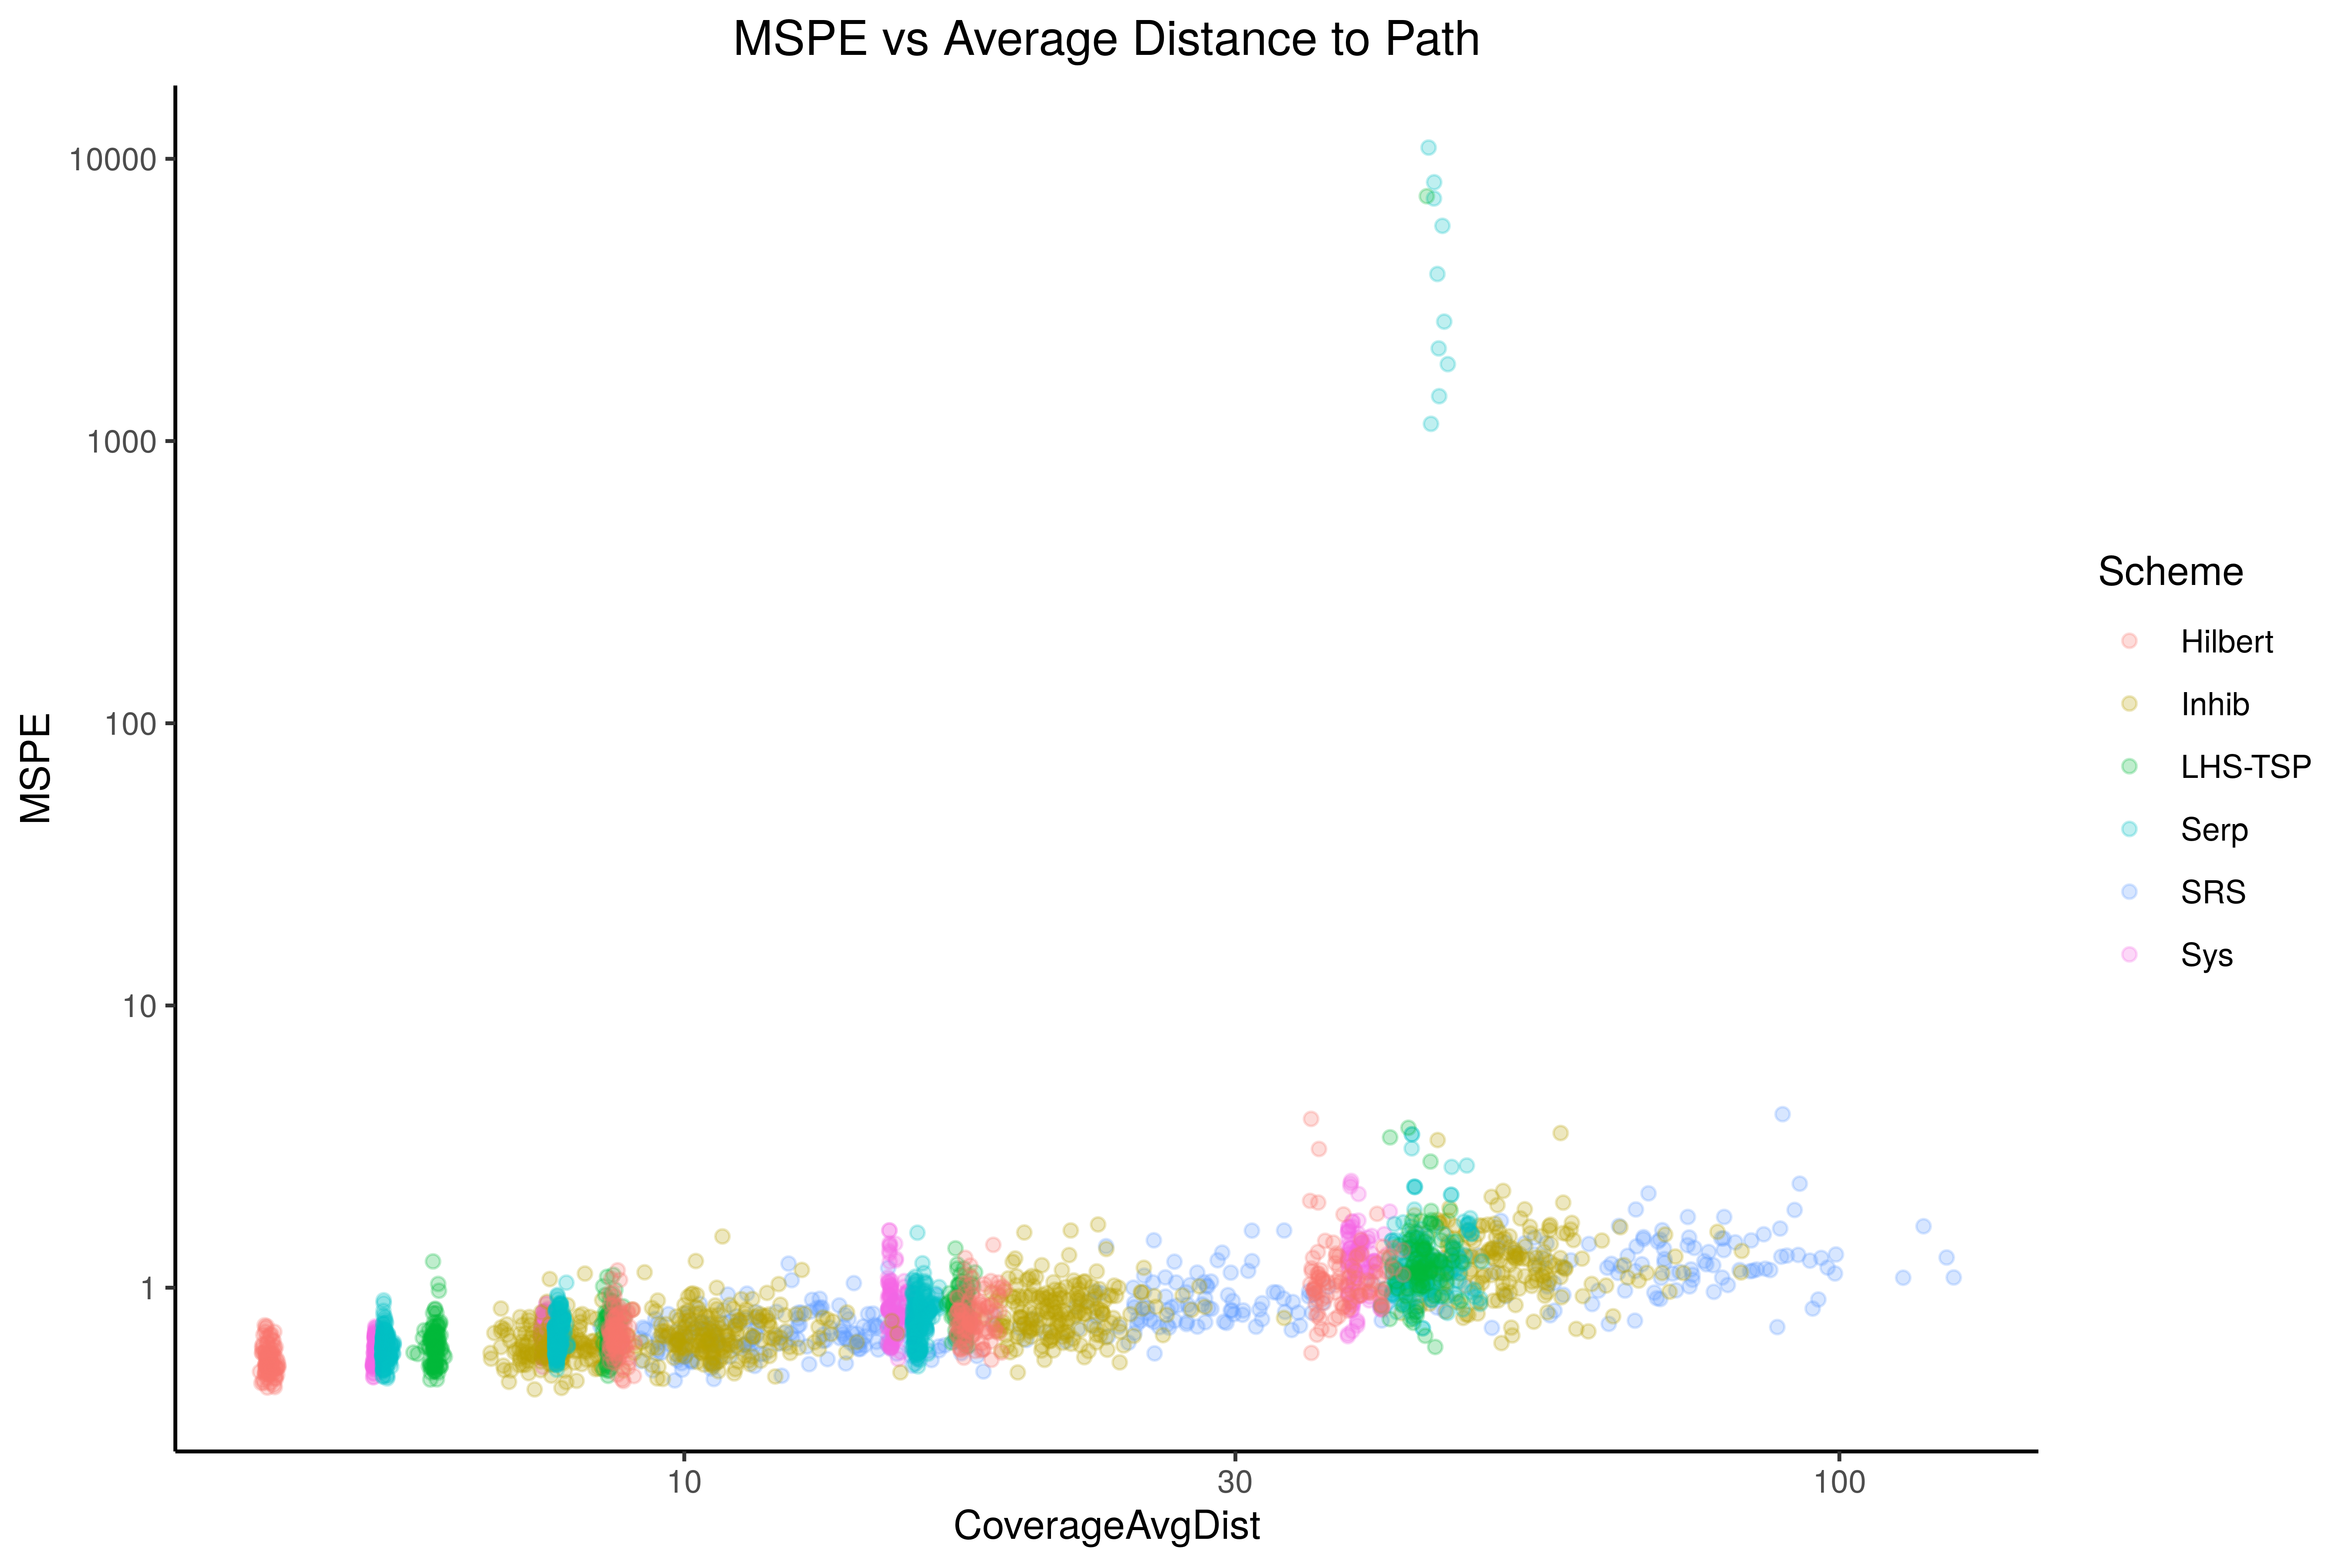 MSPE vs Average Distance to Path
MSPE
10000
1000
100
10
1
10
30
100
CoverageAvgDist
Scheme
Hilbert
Inhib
LHS-TSP
Serp
SRS
Sys